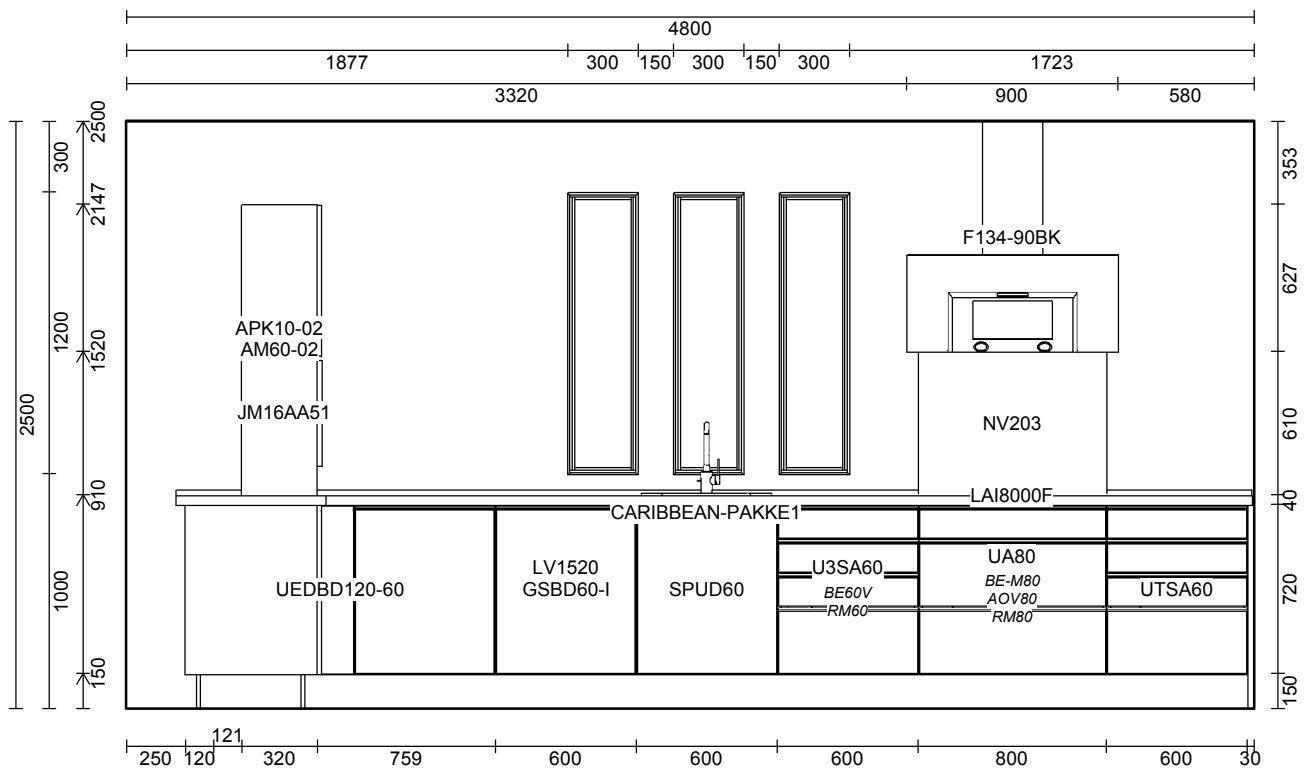 4800
1877 300 150 300 150 300 1723
3320 900 580
2500
300
2147
1200
1520
2500
910
1000
150
353
627
610
40
720
150
F134-90BK
APK10-02
AM60-02
JM16AA51
NV203
LAI8000F
CARIBBEAN-PAKKE1
UEDBD120-60
LV1520
GSBD60-I
SPUD60
U3SA60
BE60V
RM60
UA80
BE-M80
AOV80
RM80
UTSA60
121
250 120 320 759 600 600 600 800 600 30